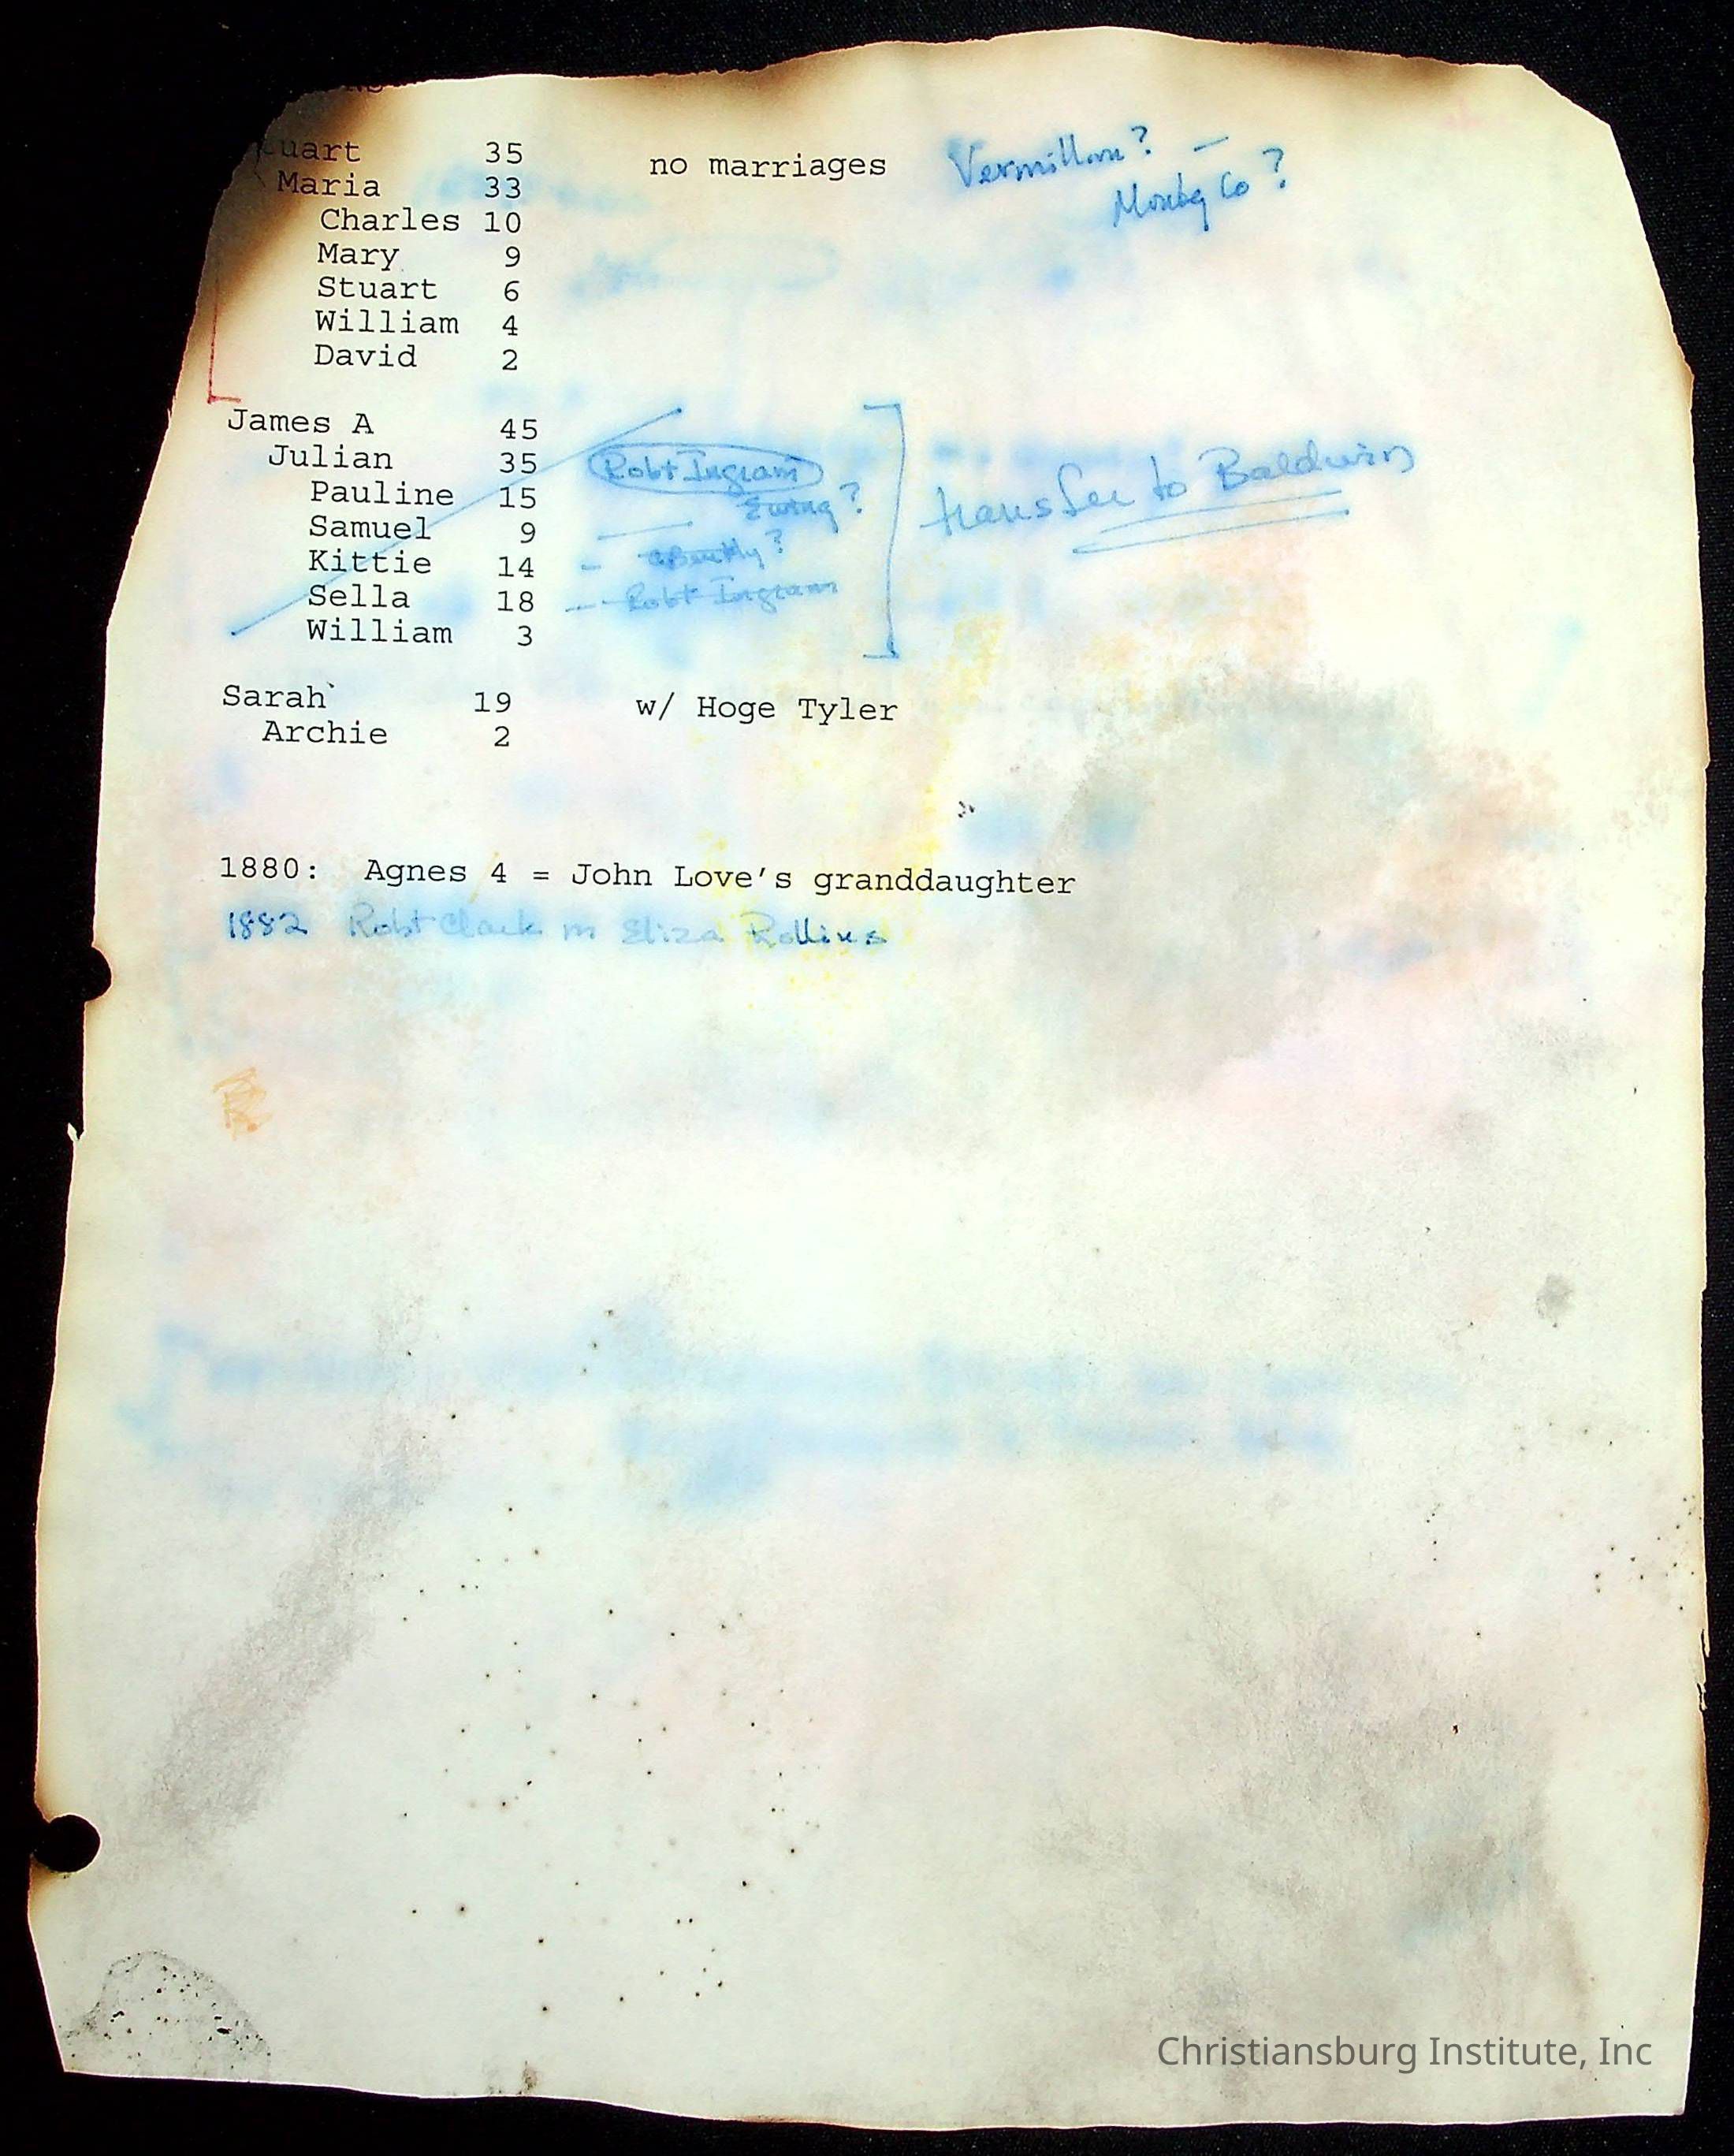 Stuart 35 no marriages Vermillion? —
Maria 33 Montg Co?
Charles 10
Mary 9
Stuart 6
William 4
David 2
James A 45
Julian 35 Robt Ingram transfer to Baldwin
Pauline 15 Ewing?
Samuel 9
Kittie 14 —
Sella 18 — Robt Ingram
William 3
Sarah 19 w/ Hoge Tyler
Archie 2
1880: Agnes 4 = John Love's granddaughter
1882 Robt Clark m Eliza Rollins
Christiansburg Institute, Inc